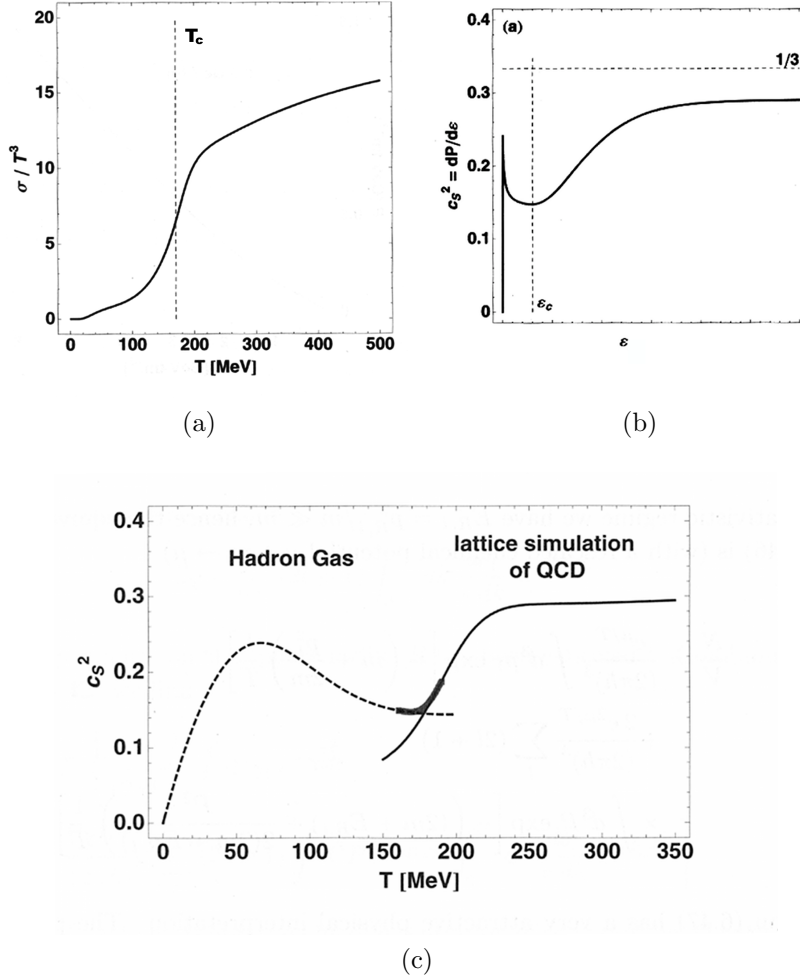 20
15
10
5
0
σ / T³
T_c
0 100 200 300 400 500
T [MeV]
(a)
(a)
0.4
0.3
0.2
0.1
0
c_s² = dP/dε
1/3
ε_c
ε
(b)
0.4
0.3
0.2
0.1
0.0
c_s²
Hadron Gas
lattice simulation
of QCD
0 50 100 150 200 250 300 350
T [MeV]
(c)